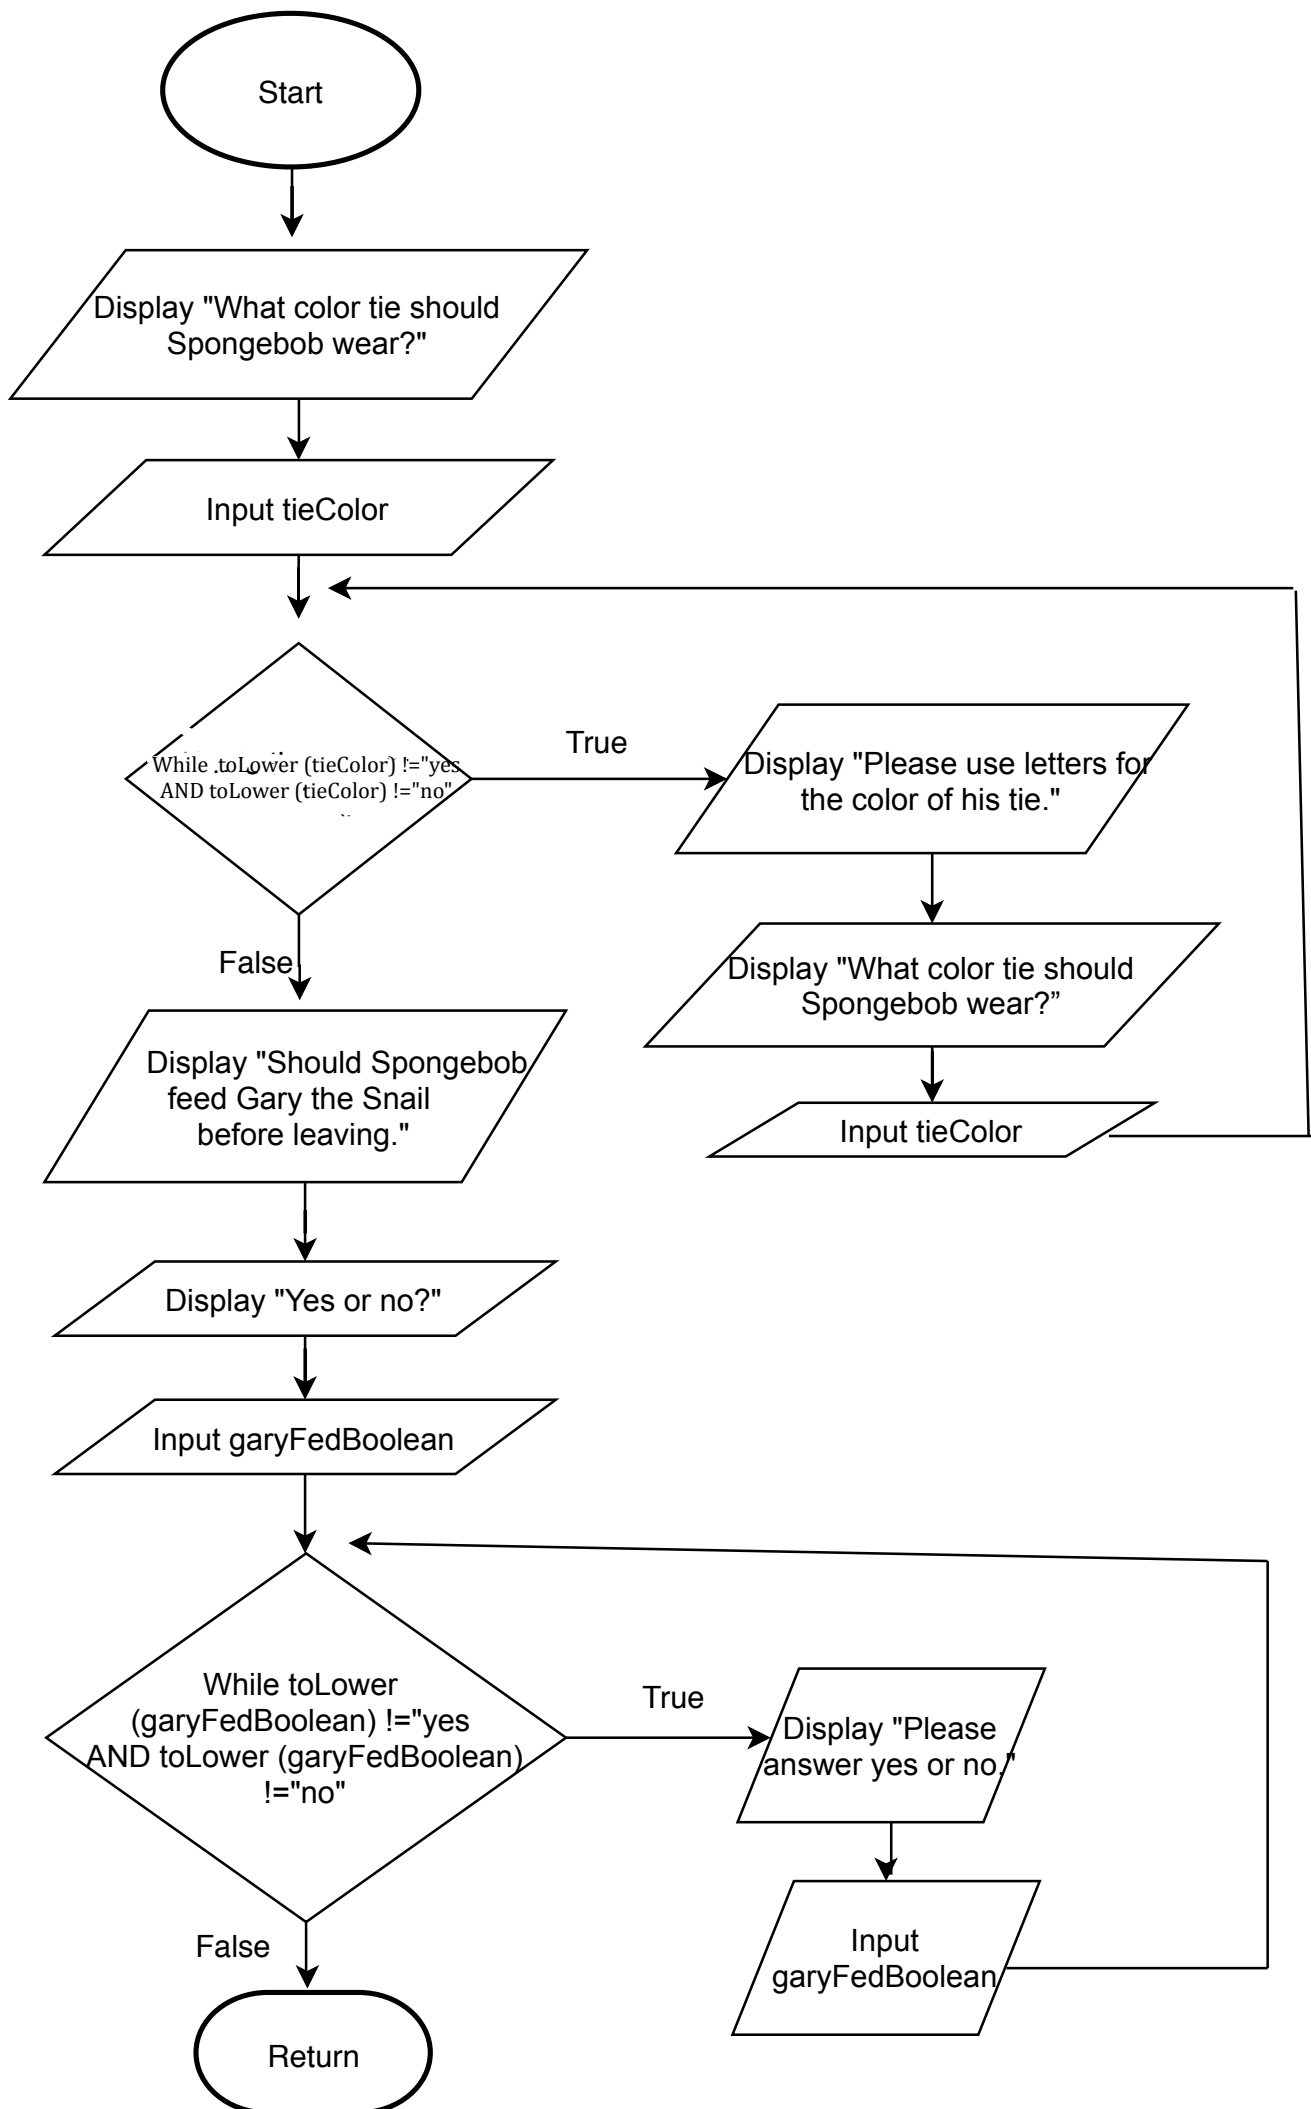 Start
Display "What color tie should
Spongebob wear?"
Input tieColor
While toLower (tieColor) !="yes
AND toLower (tieColor) !="no"
True
Display "Please use letters for
the color of his tie."
Display "What color tie should
Spongebob wear?”
Input tieColor
False
Display "Should Spongebob
feed Gary the Snail
before leaving."
Display "Yes or no?"
Input garyFedBoolean
While toLower
(garyFedBoolean) !="yes
AND toLower (garyFedBoolean)
!="no"
True
Display "Please
answer yes or no."
Input
garyFedBoolean
False
Return